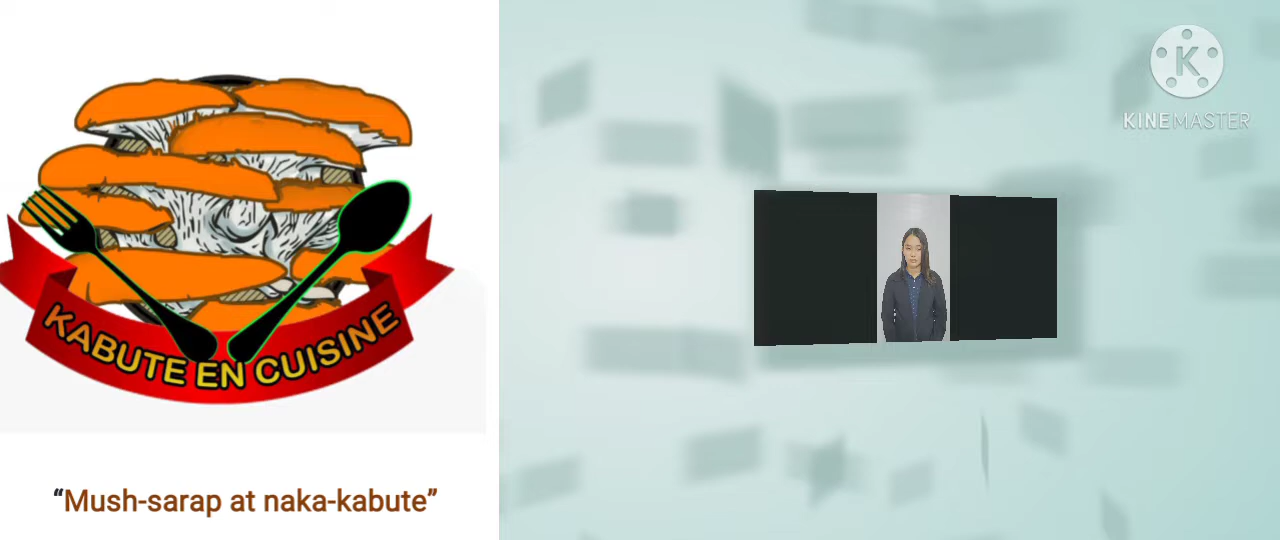 KABUTE EN CUISINE
“Mush-sarap at naka-kabute”
K
KINEMASTER